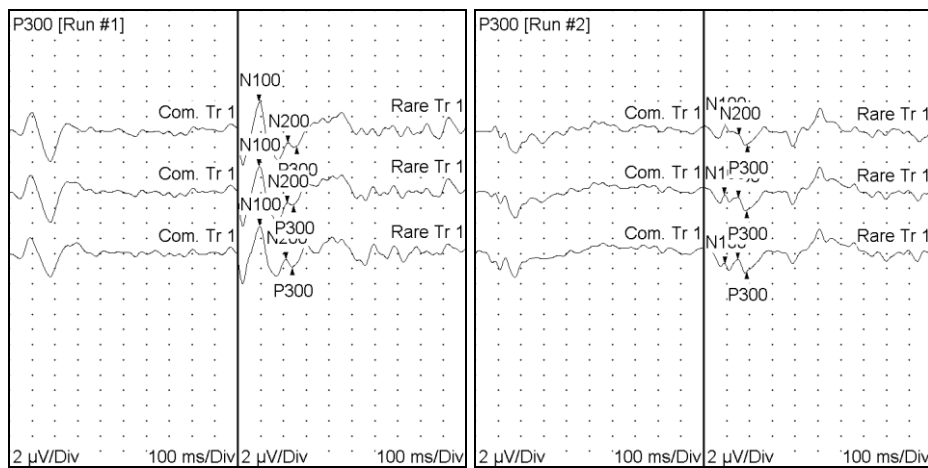 P300 [Run #1]
N100
Com. Tr 1
Rare Tr 1
N200
N100
P300
Com. Tr 1
Rare Tr 1
N200
N100
P300
Com. Tr 1
Rare Tr 1
N200
P300
2 µV/Div
100 ms/Div
2 µV/Div
100 ms/Div
P300 [Run #2]
N200
Com. Tr 1
Rare Tr 1
P300
Com. Tr 1
Rare Tr 1
P300
Com. Tr 1
Rare Tr 1
P300
2 µV/Div
100 ms/Div
2 µV/Div
100 ms/Div